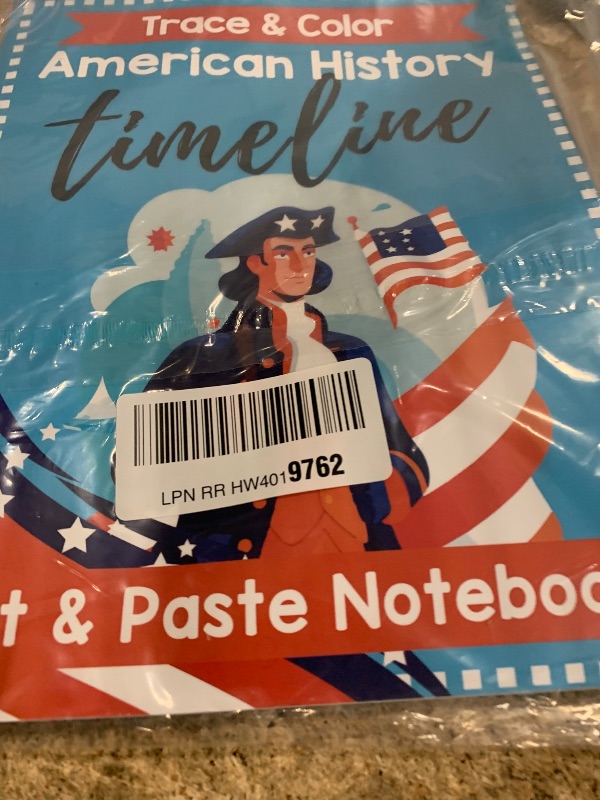 Trace & Color
American History
timeline
LPN RR HW4019762
t & Paste Noteboo